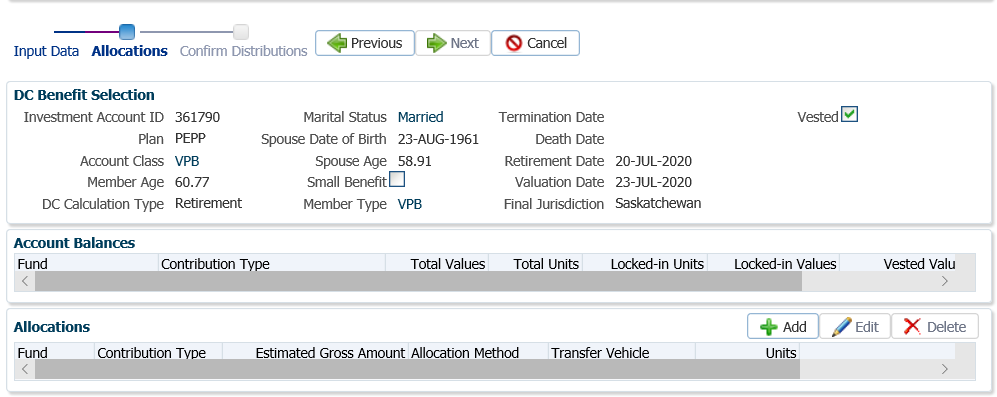 Input Data Allocations Confirm Distributions Previous Next Cancel
DC Benefit Selection
Investment Account ID 361790 Marital Status Married Termination Date Vested
Plan PEPP Spouse Date of Birth 23-AUG-1961 Death Date
Account Class VPB Spouse Age 58.91 Retirement Date 20-JUL-2020
Member Age 60.77 Small Benefit Valuation Date 23-JUL-2020
DC Calculation Type Retirement Member Type VPB Final Jurisdiction Saskatchewan
Account Balances
Fund Contribution Type Total Values Total Units Locked-in Units Locked-in Values Vested Valu
Allocations Add Edit Delete
Fund Contribution Type Estimated Gross Amount Allocation Method Transfer Vehicle Units